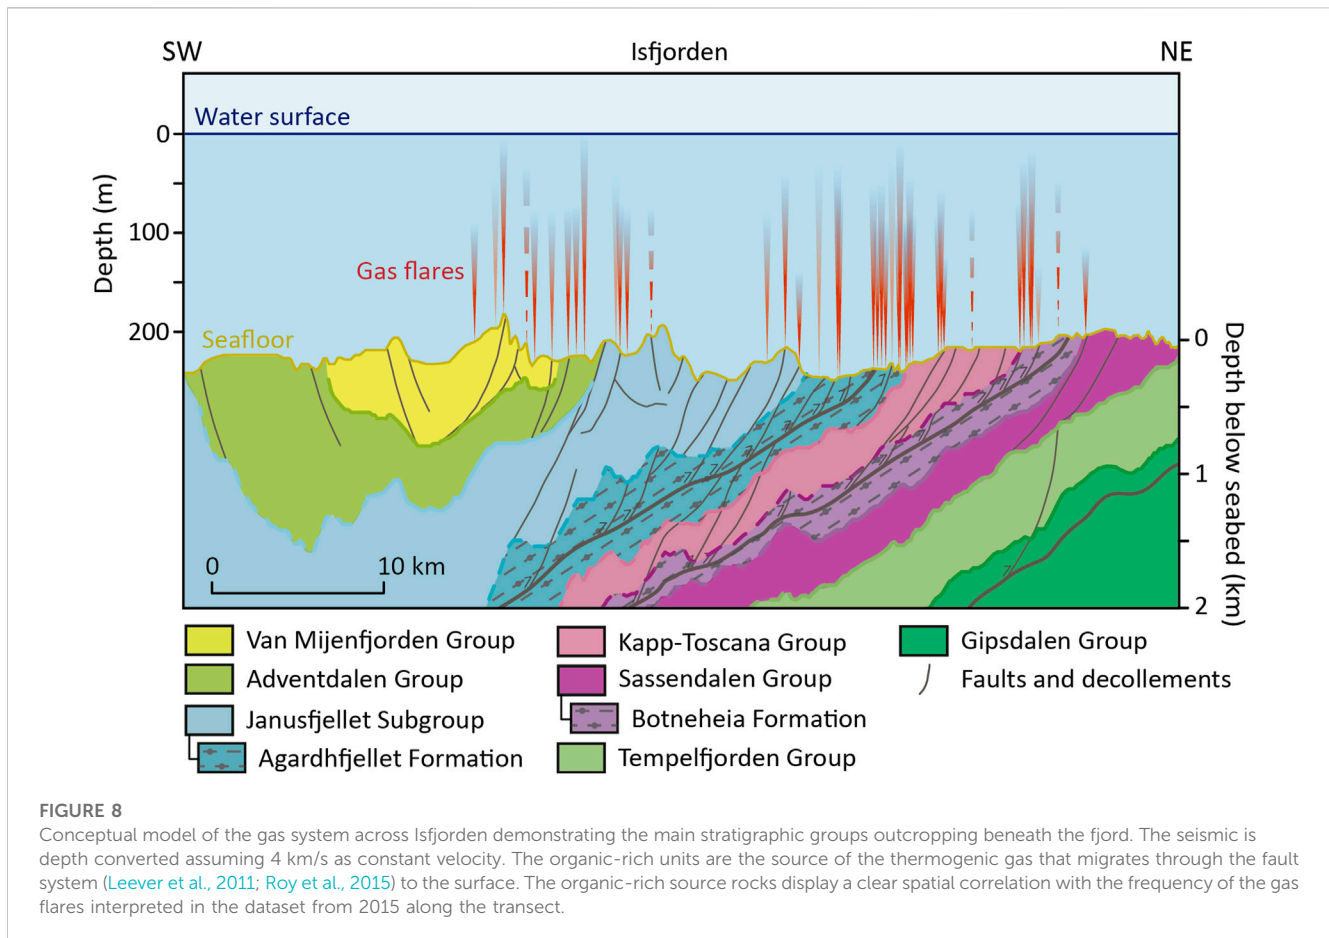 SW
Isfjorden
NE
Water surface
0
100
200
Depth (m)
Gas flares
Seafloor
0
1
2
Depth below seabed (km)
0
10 km
Van Mijenfjorden Group
Kapp-Toscana Group
Gipsdalen Group
Adventdalen Group
Sassendalen Group
Faults and decollements
Janusfjellet Subgroup
Botneheia Formation
Agardhfjellet Formation
Tempelfjorden Group
FIGURE 8
Conceptual model of the gas system across Isfjorden demonstrating the main stratigraphic groups outcropping beneath the fjord. The seismic is
depth converted assuming 4 km/s as constant velocity. The organic-rich units are the source of the thermogenic gas that migrates through the fault
system (Leever et al., 2011; Roy et al., 2015) to the surface. The organic-rich source rocks display a clear spatial correlation with the frequency of the gas
flares interpreted in the dataset from 2015 along the transect.